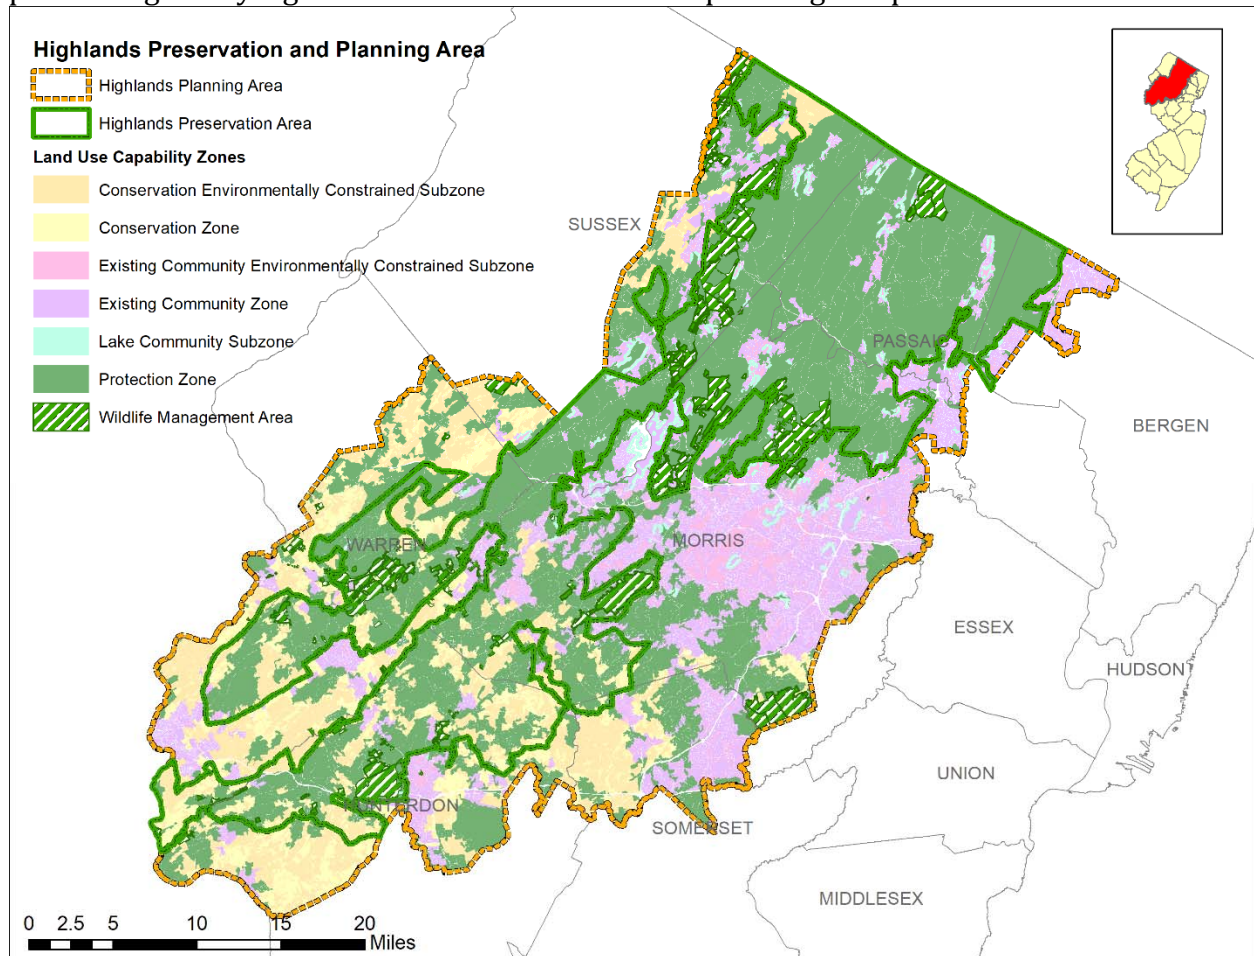 Highlands Preservation and Planning Area
Highlands Planning Area
Highlands Preservation Area
Land Use Capability Zones
Conservation Environmentally Constrained Subzone
Conservation Zone
Existing Community Environmentally Constrained Subzone
Existing Community Zone
Lake Community Subzone
Protection Zone
Wildlife Management Area
SUSSEX
PASSAIC
BERGEN
WARREN
MORRIS
ESSEX
HUDSON
UNION
HUNTERDON
SOMERSET
MIDDLESEX
0 2.5 5 10 15 20
Miles